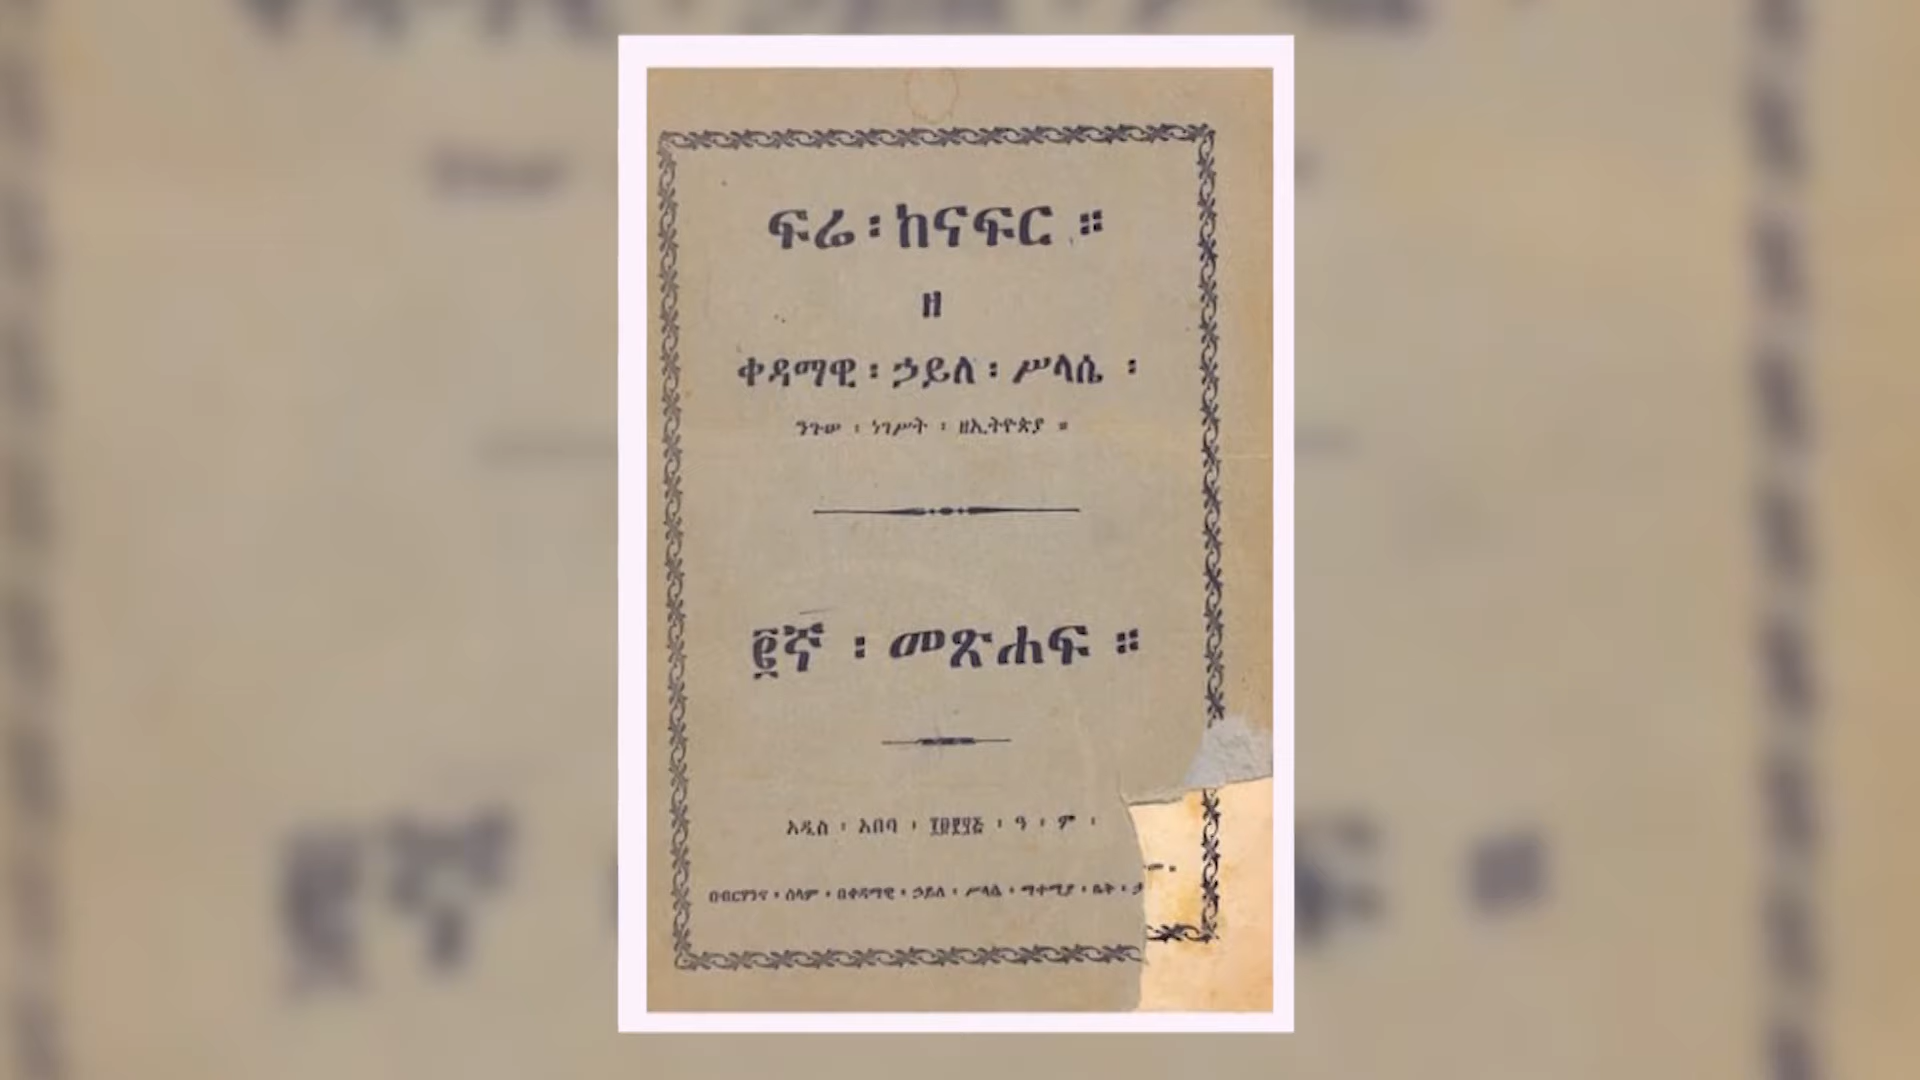 ፍሬ፡ከናፍር ።
ዘ
ቀዳማዊ ፡ ኃይለ ፡ ሥላሴ ፡
ንጉሠ ፡ ነገሥት ፡ ዘኢትዮጵያ ።
፪ኛ ፡ መጽሐፍ ።
አዲስ ፡ አበባ ፡ ፲፱፻፵፭ ፡ ዓ ፡ ም ፡
በብርሃንና ፡ ሰላም ፡ በቀዳማዊ ፡ ኃይለ ፡ ሥላሴ ፡ ማተሚያ ፡ ቤት ፡